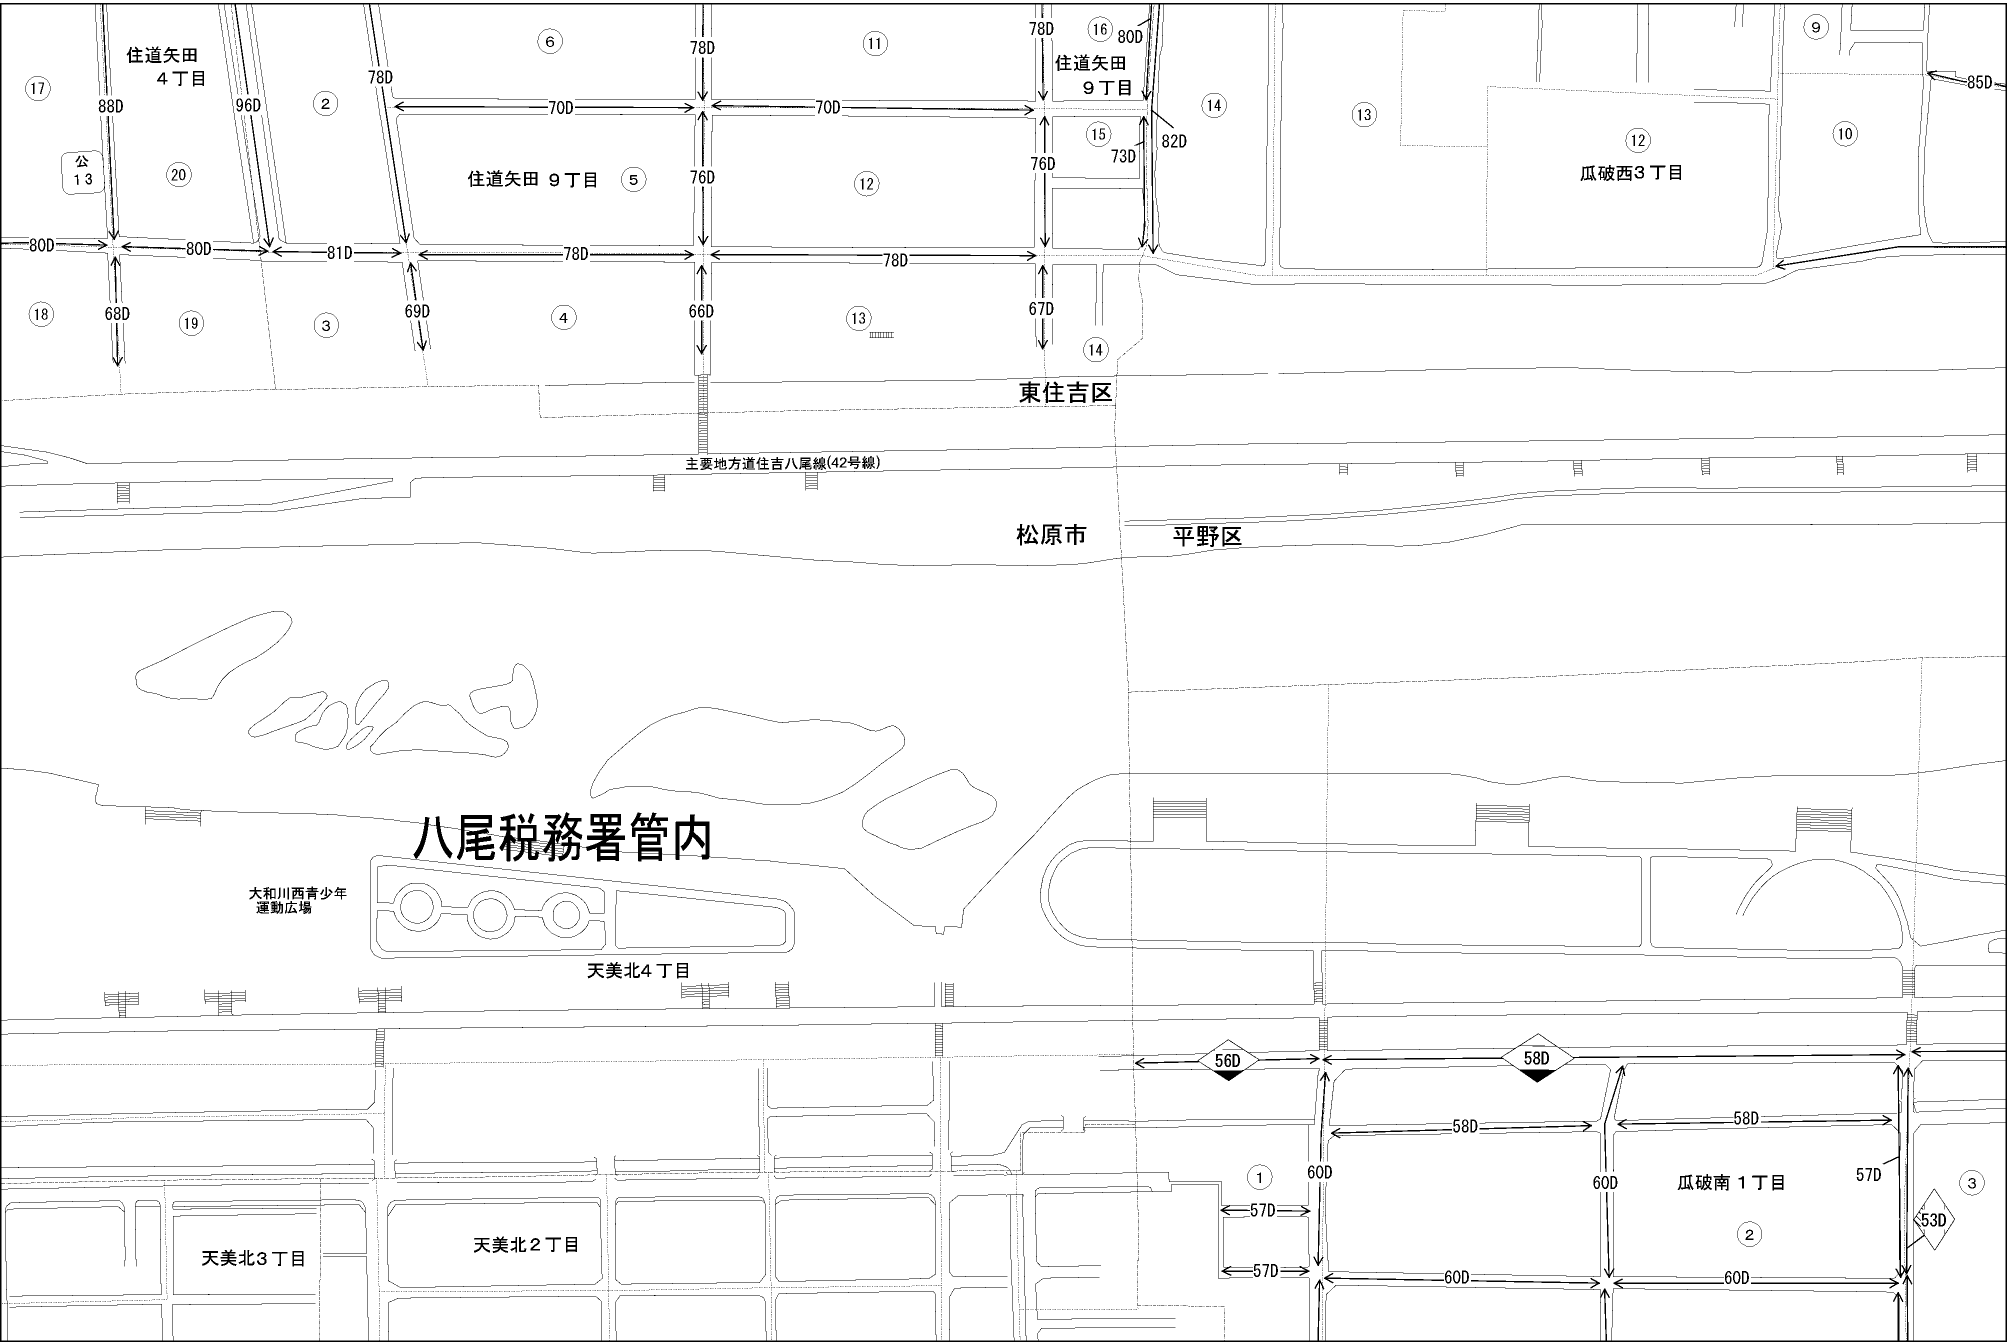 16
80D
9
6
11
78D
78D
住道矢田
4丁目
住道矢田
9丁目
17
88D
96D
2
78D
70D
70D
14
13
85D
15
73D
82D
12
10
公
13
20
住道矢田 9丁目
5
76D
12
76D
瓜破西3丁目
80D
80D
81D
78D
78D
18
68D
19
3
69D
4
66D
13
67D
14
東住吉区
主要地方道住吉八尾線(42号線)
松原市
平野区
八尾税務署管内
大和川西青少年
運動広場
天美北4丁目
56D
58D
58D
58D
1
60D
60D
瓜破南1丁目
57D
3
57D
2
53D
天美北3丁目
天美北2丁目
57D
60D
60D